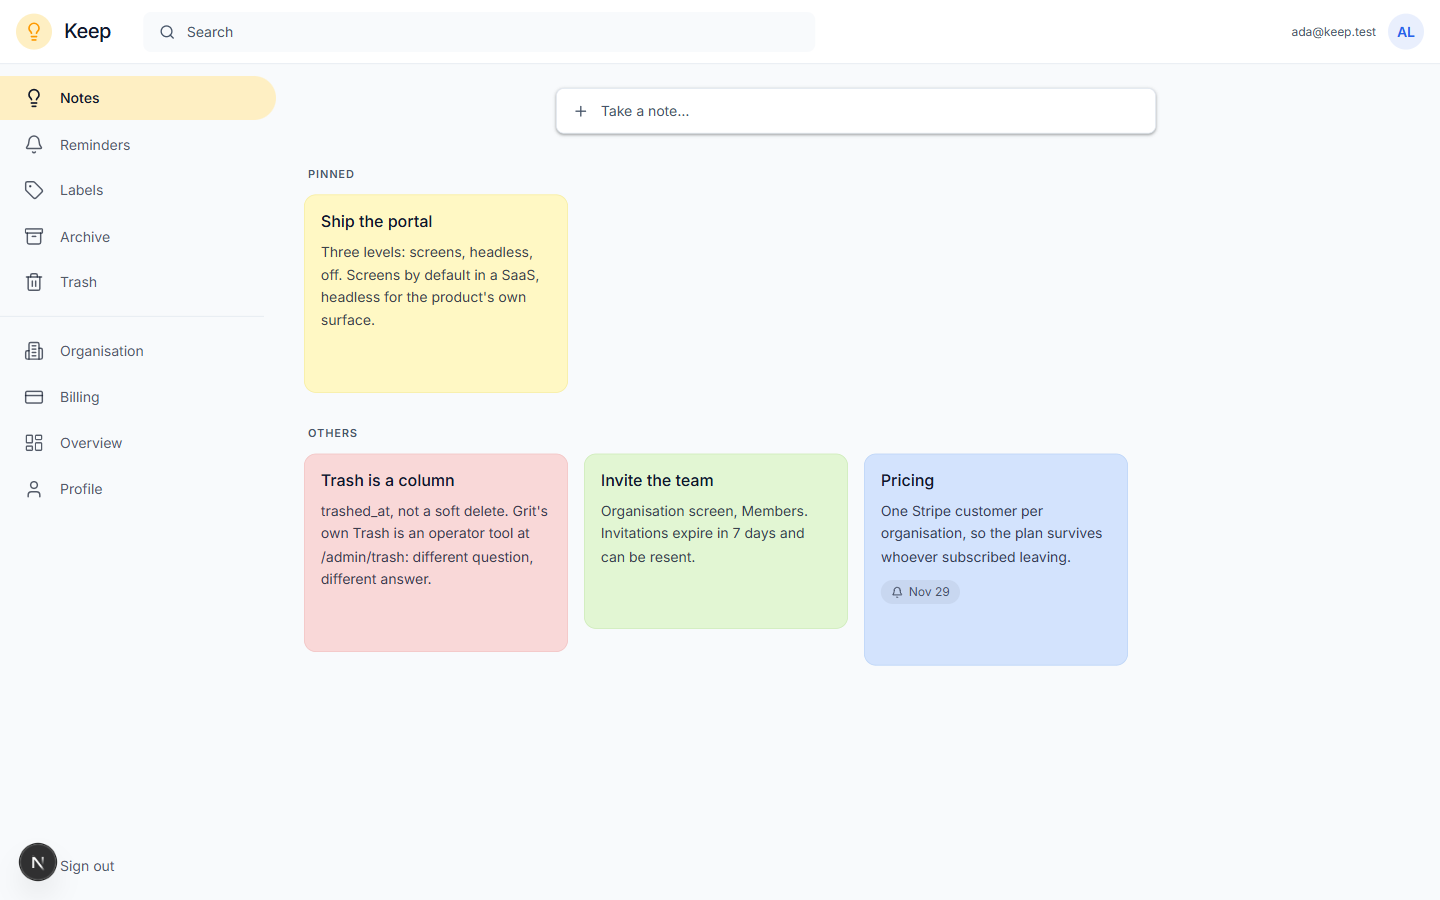 Keep
Search
ada@keep.test
AL
Notes
Reminders
Labels
Archive
Trash
Organisation
Billing
Overview
Profile
N
Sign out
Take a note...
PINNED
Ship the portal
Three levels: screens, headless,
off. Screens by default in a SaaS,
headless for the product's own
surface.
OTHERS
Trash is a column
trashed_at, not a soft delete. Grit's
own Trash is an operator tool at
/admin/trash: different question,
different answer.
Invite the team
Organisation screen, Members.
Invitations expire in 7 days and
can be resent.
Pricing
One Stripe customer per
organisation, so the plan survives
whoever subscribed leaving.
Nov 29